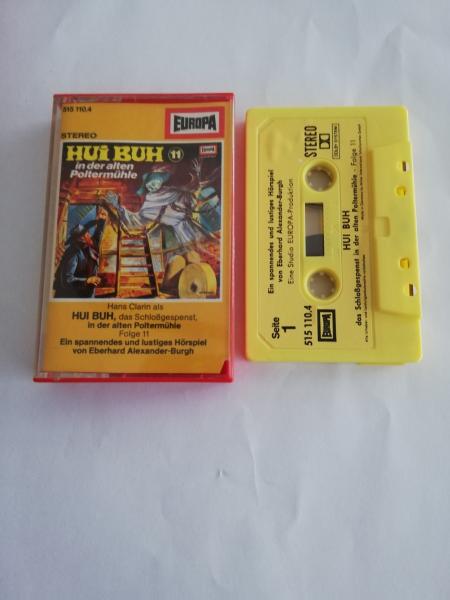 515 110.4
EUROPA
STEREO
HUI BUH 11
in der alten
Poltermühle
Hans Clarin als
HUI BUH, das Schloßgespenst,
in der alten Poltermühle
Folge 11
Ein spannendes und lustiges Hörspiel
von Eberhard Alexander-Burgh
STEREO
DOLBY SYSTEM
Ein spannendes und lustiges Hörspiel
von Eberhard Alexander-Burgh
Eine Studio EUROPA-Produktion
Seite
1
515 110.4
EUROPA
HUI BUH
das Schloßgespenst in der alten Poltermühle - Folge 11